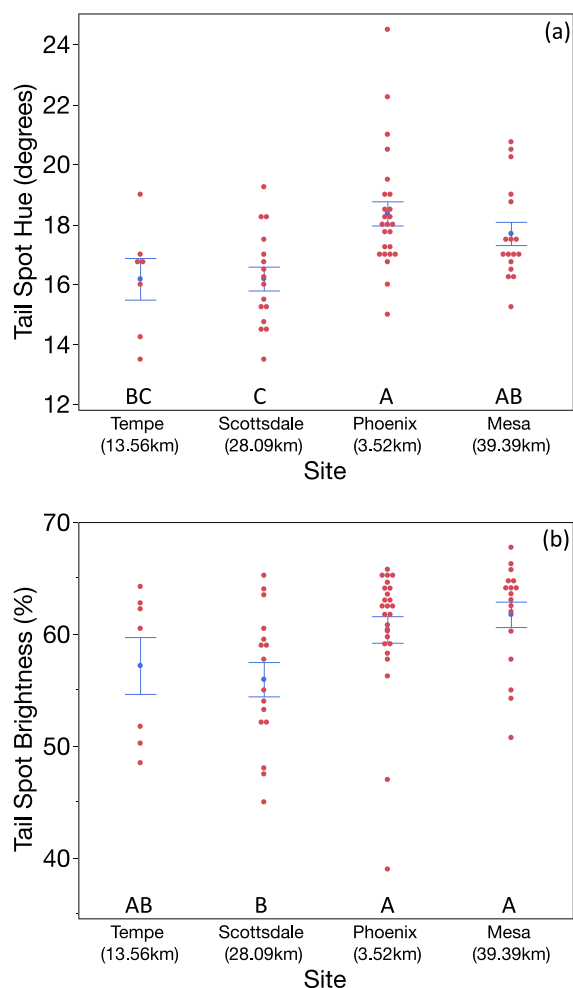 (a)
Tail Spot Hue (degrees)
24
22
20
18
16
14
12
BC C A AB
Tempe Scottsdale Phoenix Mesa
(13.56km) (28.09km) (3.52km) (39.39km)
Site
(b)
Tail Spot Brightness (%)
70
60
50
40
AB B A A
Tempe Scottsdale Phoenix Mesa
(13.56km) (28.09km) (3.52km) (39.39km)
Site